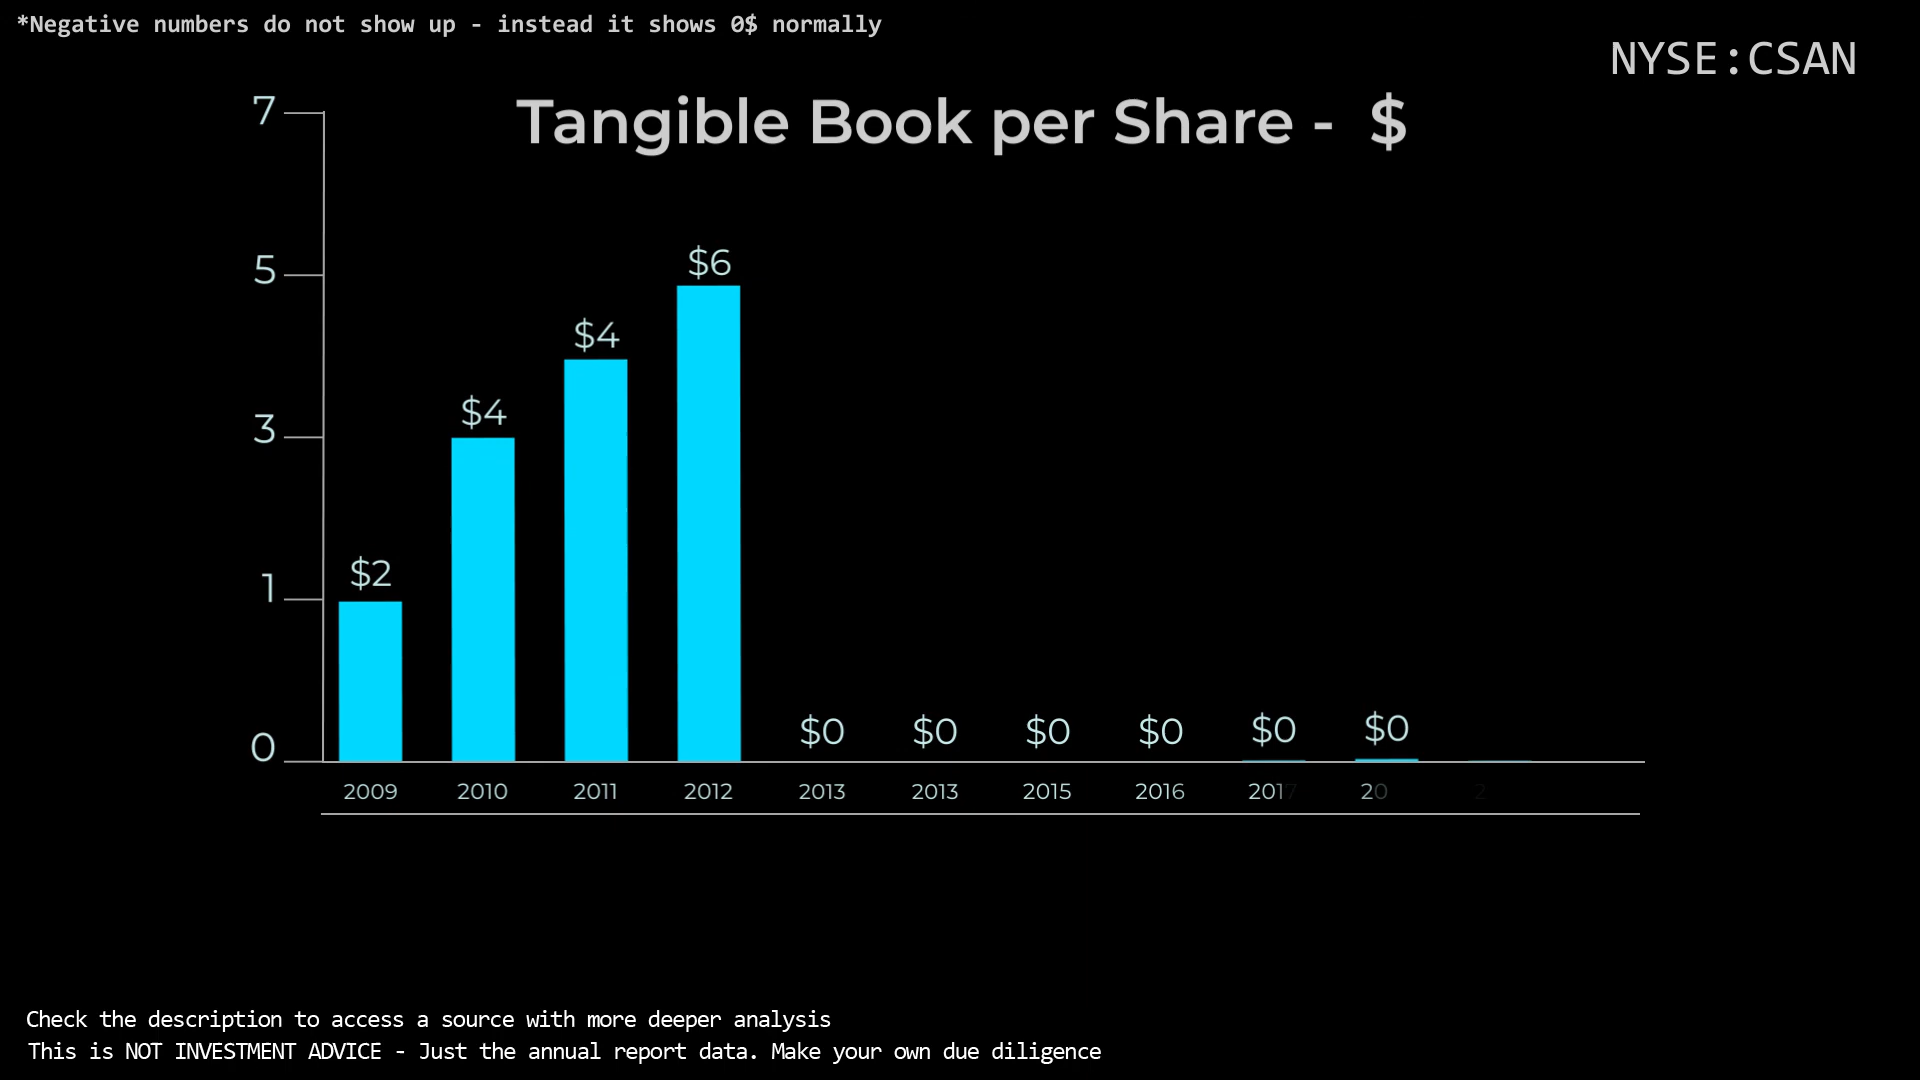 *Negative numbers do not show up - instead it shows 0$ normally
NYSE:CSAN
Tangible Book per Share - $
7
5
3
1
0
$2
$4
$4
$6
$0
$0
$0
$0
$0
$0
2009 2010 2011 2012 2013 2013 2015 2016 2017 20 2
Check the description to access a source with more deeper analysis
This is NOT INVESTMENT ADVICE - Just the annual report data. Make your own due diligence